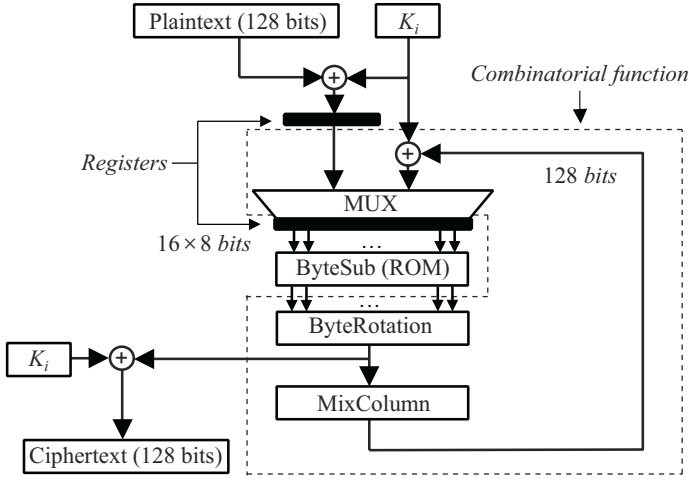 Plaintext (128 bits)
K_i
+
Combinatorial function
Registers
+
128 bits
MUX
16 × 8 bits
...
ByteSub (ROM)
...
ByteRotation
K_i
+
MixColumn
Ciphertext (128 bits)